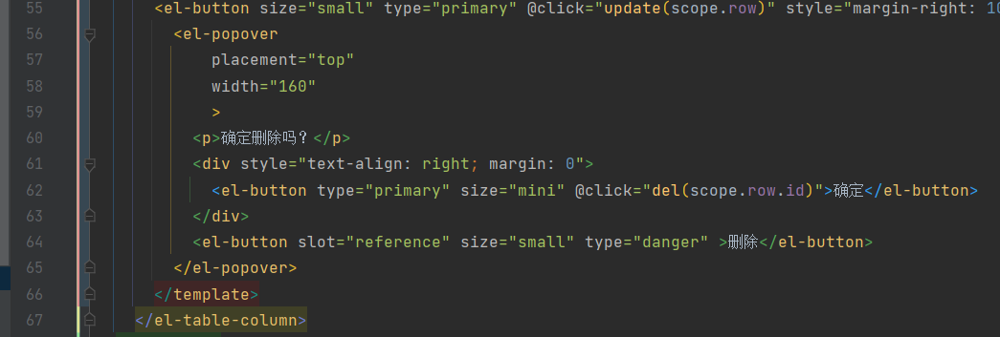 55 <el-button size="small" type="primary" @click="update(scope.row)" style="margin-right: 10
56 <el-popover
57 placement="top"
58 width="160"
59 >
60 <p>确定删除吗？</p>
61 <div style="text-align: right; margin: 0">
62 <el-button type="primary" size="mini" @click="del(scope.row.id)">确定</el-button>
63 </div>
64 <el-button slot="reference" size="small" type="danger" >删除</el-button>
65 </el-popover>
66 </template>
67 </el-table-column>